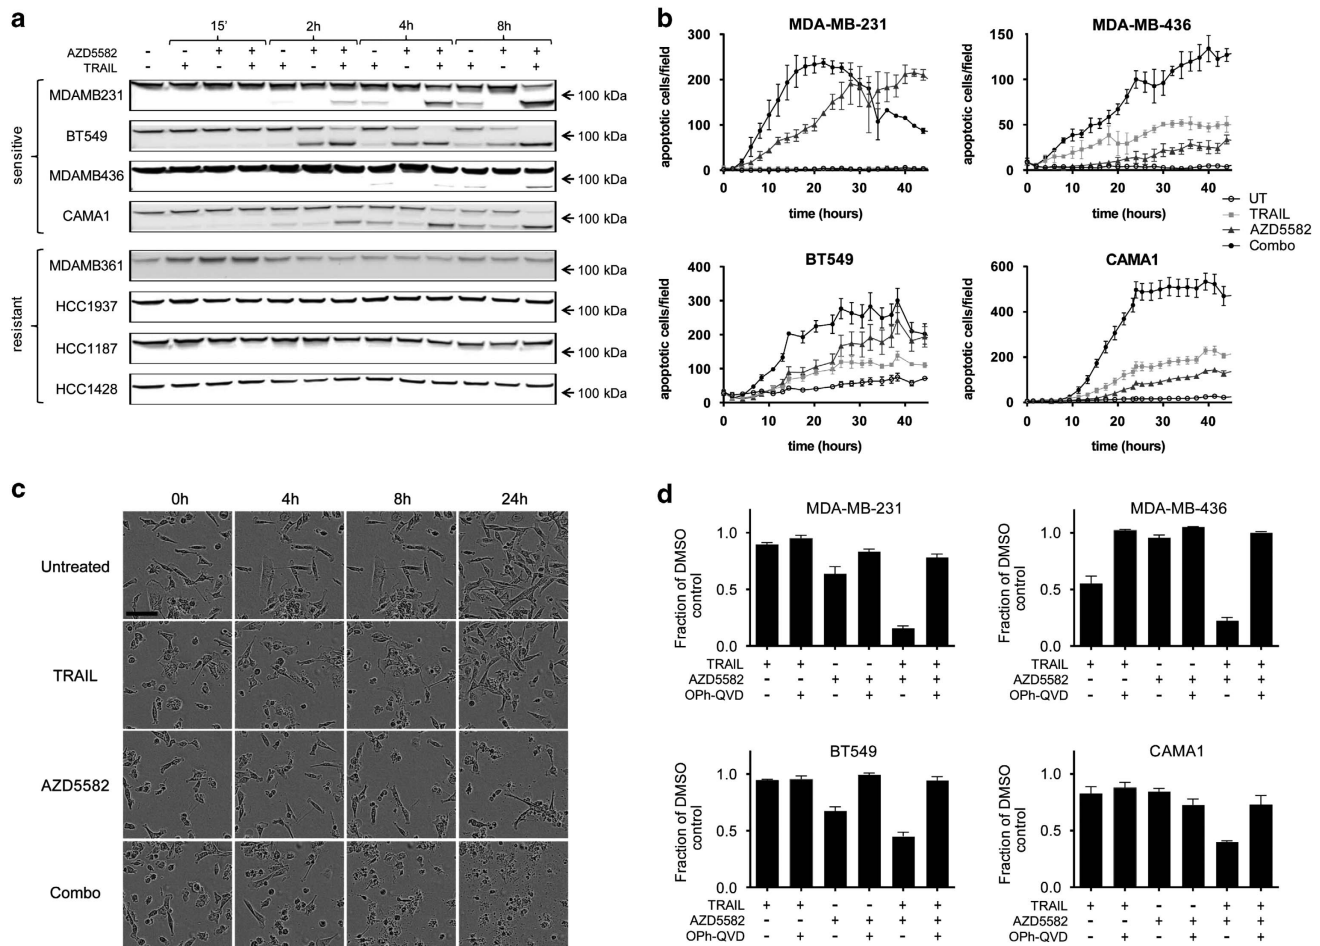 a
15' 2h 4h 8h
AZD5582 - - + + - + + - + + - + +
TRAIL - + - + + - + + - + + - +
sensitive
MDAMB231 100 kDa
BT549 100 kDa
MDAMB436 100 kDa
CAMA1 100 kDa
resistant
MDAMB361 100 kDa
HCC1937 100 kDa
HCC1187 100 kDa
HCC1428 100 kDa
b
MDA-MB-231
apoptotic cells/field
300
200
100
0
0 10 20 30 40
time (hours)
MDA-MB-436
apoptotic cells/field
150
100
50
0
0 10 20 30 40
time (hours)
UT
TRAIL
AZD5582
Combo
BT549
apoptotic cells/field
400
300
200
100
0
0 10 20 30 40
time (hours)
CAMA1
apoptotic cells/field
600
400
200
0
0 10 20 30 40
time (hours)
c
0h 4h 8h 24h
Untreated
TRAIL
AZD5582
Combo
d
MDA-MB-231
Fraction of DMSO
control
1.0
0.5
0.0
TRAIL + + - - + +
AZD5582 - - + + + +
OPh-QVD - + - + - +
MDA-MB-436
Fraction of DMSO
control
1.0
0.5
0.0
TRAIL + + - - + +
AZD5582 - - + + + +
OPh-QVD - + - + - +
BT549
Fraction of DMSO
control
1.0
0.5
0.0
TRAIL + + - - + +
AZD5582 - - + + + +
OPh-QVD - + - + - +
CAMA1
Fraction of DMSO
control
1.0
0.5
0.0
TRAIL + + - - + +
AZD5582 - - + + + +
OPh-QVD - + - + - +